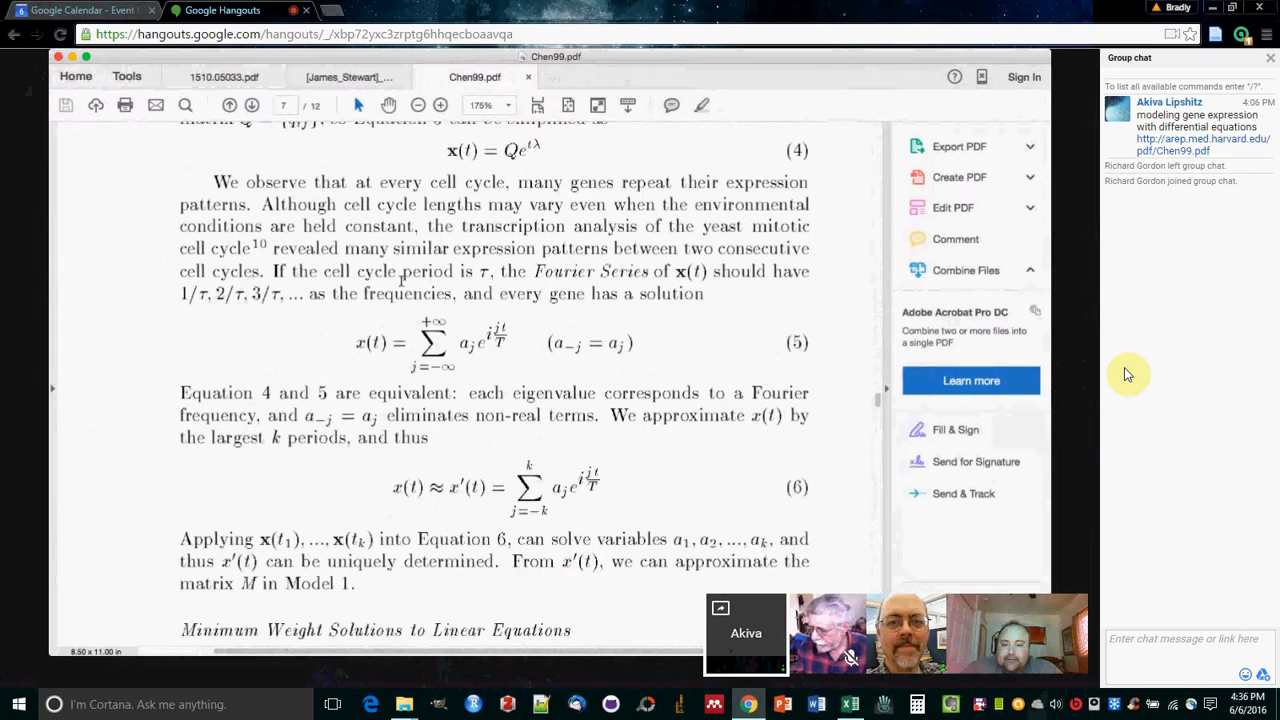 Google Calendar - Event
Google Hangouts
Bradly
https://hangouts.google.com/hangouts/_/xbp72yxc3zrptg6hhqecboaavqa
Chen99.pdf
Home Tools 1510.05033.pdf [James_Stewart]_... Chen99.pdf × Sign In
7 / 12 175%
x(t) = Qe^{tλ} (4)
We observe that at every cell cycle, many genes repeat their expression
patterns. Although cell cycle lengths may vary even when the environmental
conditions are held constant, the transcription analysis of the yeast mitotic
cell cycle¹⁰ revealed many similar expression patterns between two consecutive
cell cycles. If the cell cycle period is τ, the Fourier Series of x(t) should have
1/τ, 2/τ, 3/τ, ... as the frequencies, and every gene has a solution
x(t) = \sum_{j=-∞}^{+∞} a_j e^{i\frac{jt}{T}} (a_{-j} = a_j) (5)
Equation 4 and 5 are equivalent: each eigenvalue corresponds to a Fourier
frequency, and a_{-j} = a_j eliminates non-real terms. We approximate x(t) by
the largest k periods, and thus
x(t) ≈ x'(t) = \sum_{j=-k}^{k} a_j e^{i\frac{jt}{T}} (6)
Applying x(t₁), ..., x(t_k) into Equation 6, can solve variables a₁, a₂, ..., a_k, and
thus x'(t) can be uniquely determined. From x'(t), we can approximate the
matrix M in Model 1.
Minimum Weight Solutions to Linear Equations
8.50 x 11.00 in
Export PDF
Create PDF
Edit PDF
Comment
Combine Files
Adobe Acrobat Pro DC
Combine two or more files into
a single PDF
Learn more
Fill & Sign
Send for Signature
Send & Track
Akiva
Group chat
To list all available commands enter "/?".
Akiva Lipshitz 4:06 PM
modeling gene expression
with differential equations
http://arep.med.harvard.edu/
pdf/Chen99.pdf
Richard Gordon left group chat.
Richard Gordon joined group chat.
Enter chat message or link here
I'm Cortana. Ask me anything.
4:36 PM
6/6/2016